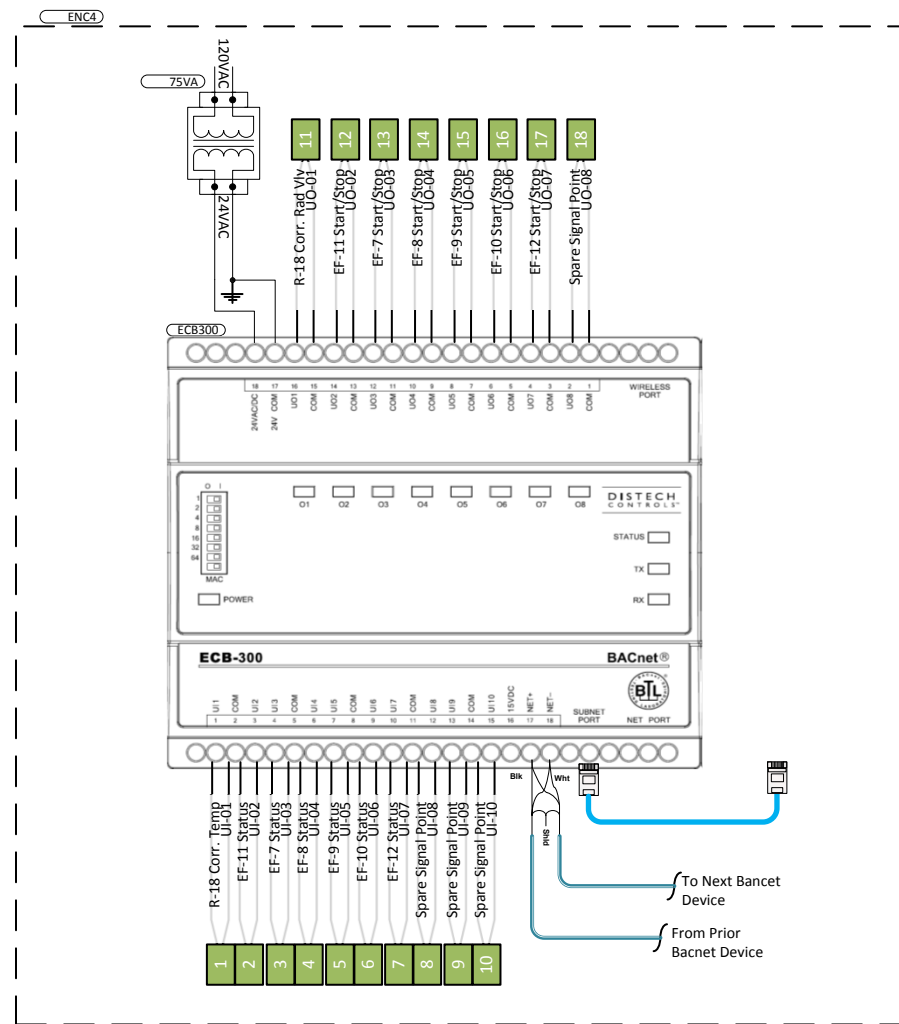 ENC4
120VAC
75VA
24VAC
11
12
13
14
15
16
17
18
R-18 Corr. Rad Vlv
UO-01
EF-11 Start/Stop
UO-02
EF-7 Start/Stop
UO-03
EF-8 Start/Stop
UO-04
EF-9 Start/Stop
UO-05
EF-10 Start/Stop
UO-06
EF-12 Start/Stop
UO-07
Spare Signal Point
UO-08
ECB300
18 17 16 15 14 13 12 11 10 9 8 7 6 5 4 3 2 1
24VAC/DC
24V COM
UO1
COM
UO2
COM
UO3
COM
UO4
COM
UO5
COM
UO6
COM
UO7
COM
UO8
COM
WIRELESS
PORT
O I
1
2
4
8
16
32
64
MAC
POWER
O1 O2 O3 O4 O5 O6 O7 O8
DISTECH
CONTROLS™
STATUS
TX
RX
ECB-300
BACnet®
BTL
UI1
COM
UI2
UI3
COM
UI4
UI5
COM
UI6
UI7
COM
UI8
UI9
COM
UI10
15VDC
NET+
NET-
1 2 3 4 5 6 7 8 9 10 11 12 13 14 15 16 17 18
SUBNET
PORT
NET PORT
Blk
Wht
Shld
R-18 Corr. Temp
UI-01
EF-11 Status
UI-02
EF-7 Status
UI-03
EF-8 Status
UI-04
EF-9 Status
UI-05
EF-10 Status
UI-06
EF-12 Status
UI-07
Spare Signal Point
UI-08
Spare Signal Point
UI-09
Spare Signal Point
UI-10
To Next Bancet
Device
From Prior
Bacnet Device
1
2
3
4
5
6
7
8
9
10